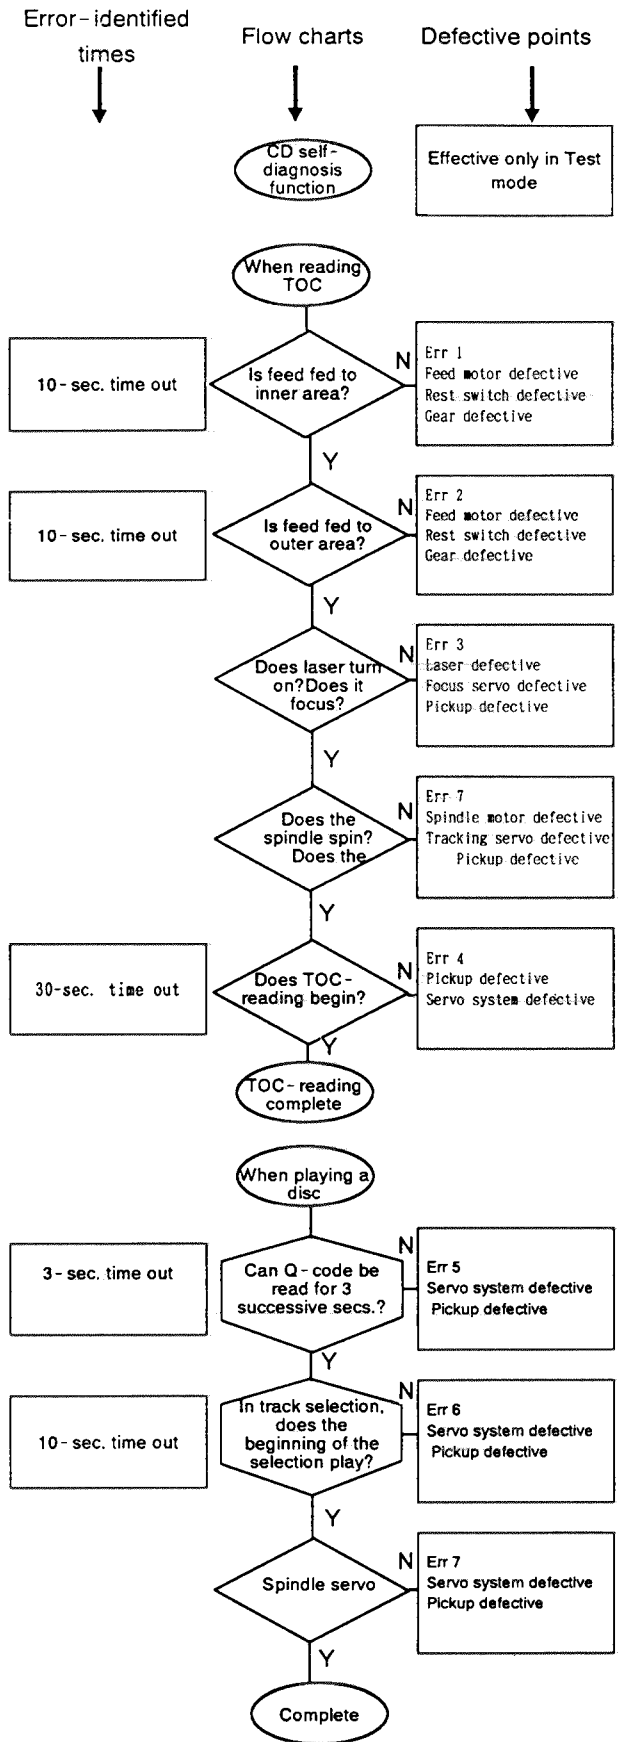 Error-identified
times
Flow charts
Defective points
CD self-
diagnosis
function
Effective only in Test
mode
When reading
TOC
10-sec. time out
Is feed fed to
inner area?
N
Err 1
Feed motor defective
Rest switch defective
Gear defective
Y
10-sec. time out
Is feed fed to
outer area?
N
Err 2
Feed motor defective
Rest switch defective
Gear defective
Y
Does laser turn
on?Does it
focus?
N
Err 3
Laser defective
Focus servo defective
Pickup defective
Y
Does the
spindle spin?
Does the
N
Err 7
Spindle motor defective
Tracking servo defective
Pickup defective
Y
30-sec. time out
Does TOC-
reading begin?
N
Err 4
Pickup defective
Servo system defective
Y
TOC-reading
complete
When playing a
disc
3-sec. time out
Can Q-code be
read for 3
successive secs.?
N
Err 5
Servo system defective
Pickup defective
Y
10-sec. time out
In track selection,
does the
beginning of the
selection play?
N
Err 6
Servo system defective
Pickup defective
Y
Spindle servo
N
Err 7
Servo system defective
Pickup defective
Y
Complete